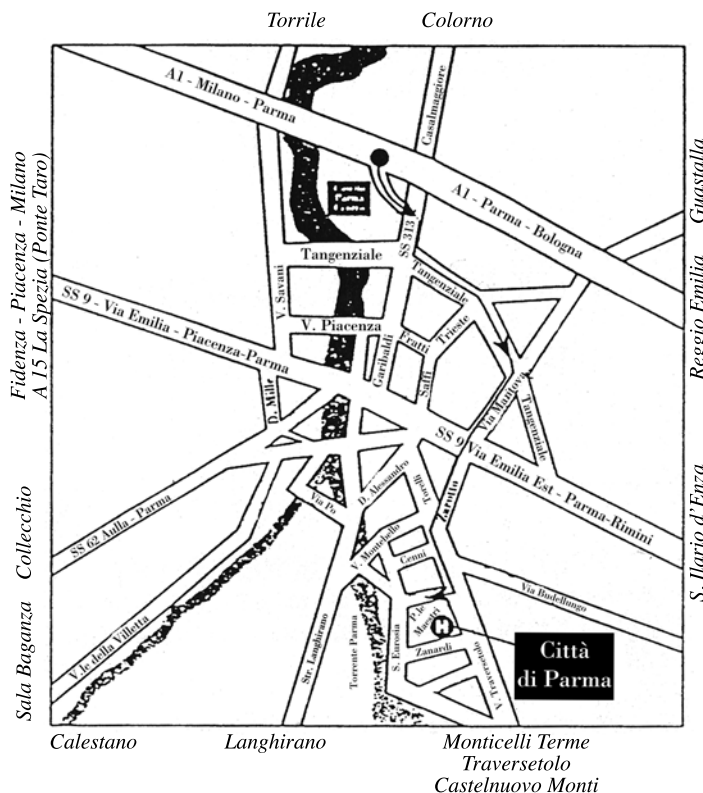 Torrile
Colorno
A1 - Milano - Parma
Casalmaggiore
A1 - Parma - Bologna
Guastalla
Fidenza - Piacenza - Milano
A 15 La Spezia (Ponte Taro)
SS 313
Tangenziale
Tangenziale
V. Savani
SS 9 - Via Emilia - Piacenza-Parma
V. Piacenza
Garibaldi
Fratti
Trieste
Saffi
Reggio Emilia
D. Mille
Via Mantova
Tangenziale
SS 9 Via Emilia Est - Parma-Rimini
D. Alessandro
Torelli
Zarotto
Via Po
SS 62 Aulla - Parma
Collecchio
V. Montebello
Cenni
S. Ilario d'Enza
Via Budellungo
P.le
Maestri
H
Sala Baganza
V.le della Villetta
Str. Langhirano
Torrente Parma
S. Eurosia
Zanardi
V. Traversetolo
Città
di Parma
Calestano
Langhirano
Monticelli Terme
Traversetolo
Castelnuovo Monti